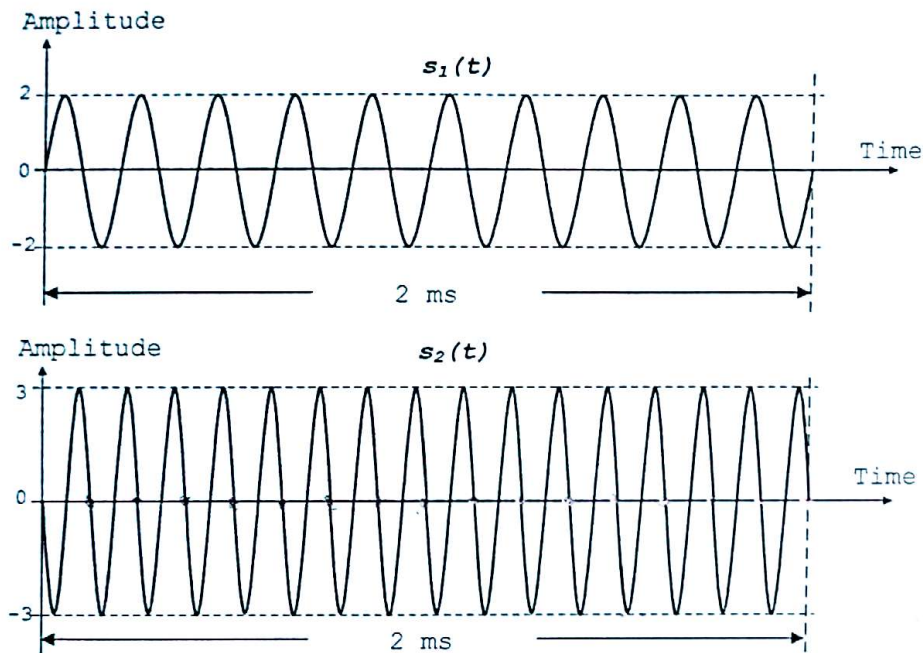 Amplitude
s₁(t)
2
0
Time
-2
2 ms
Amplitude
s₂(t)
3
0
Time
-3
2 ms